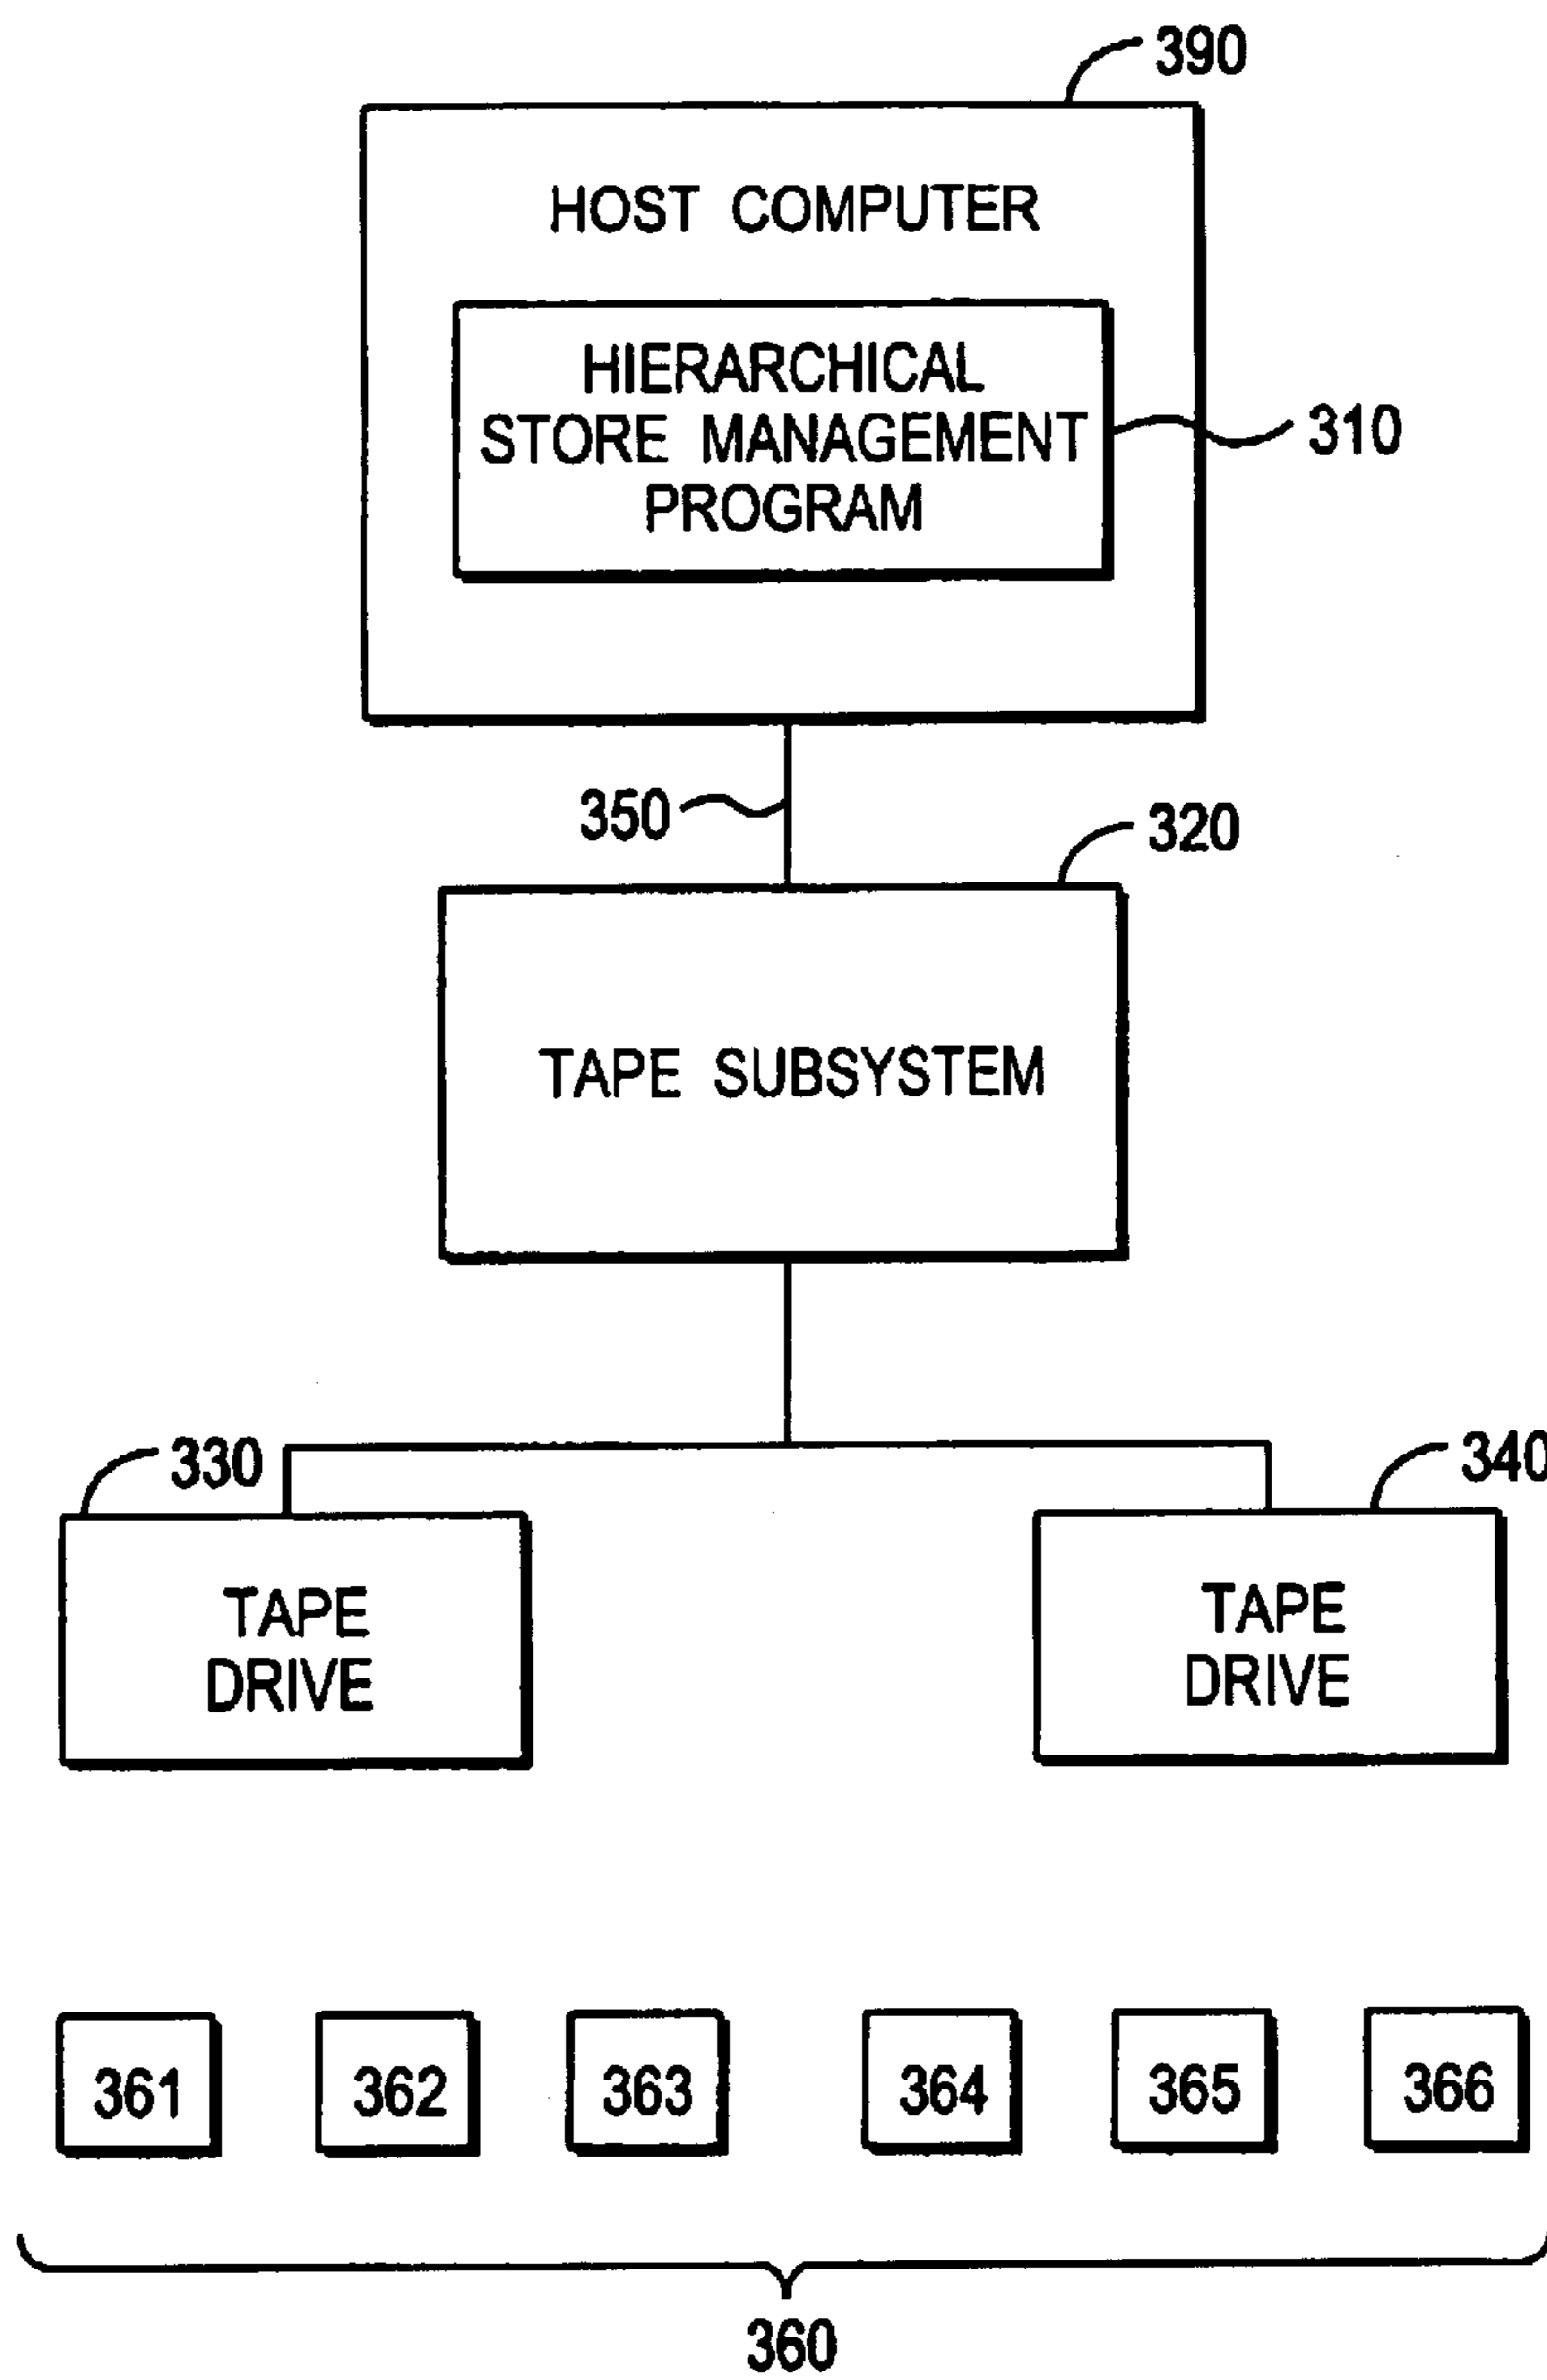 390
HOST COMPUTER
HIERARCHICAL
STORE MANAGEMENT
PROGRAM
310
350
320
TAPE SUBSYSTEM
330
340
TAPE
DRIVE
TAPE
DRIVE
361 362 363 364 365 366
360